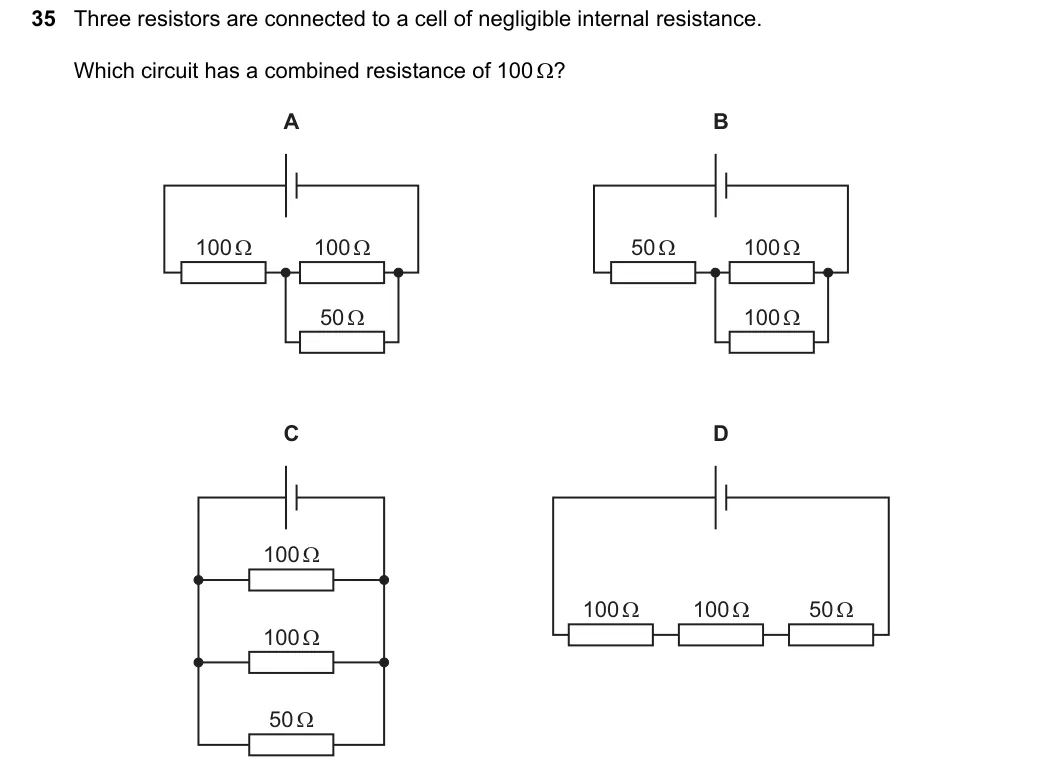 35 Three resistors are connected to a cell of negligible internal resistance.
Which circuit has a combined resistance of 100 Ω?
A
B
100 Ω 100 Ω
50 Ω 100 Ω
50 Ω
100 Ω
C
D
100 Ω
100 Ω 100 Ω 50 Ω
100 Ω
50 Ω